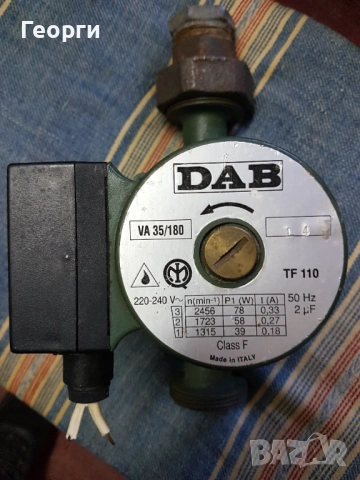 Георги
DAB
VA 35/180
TF 110
220-240 V~
n(min-1) P1 (W) I (A)
3 2456 78 0,33
2 1723 58 0,27
1 1315 39 0,18
50 Hz
2 µF
Class F
Made in ITALY
BAZAR